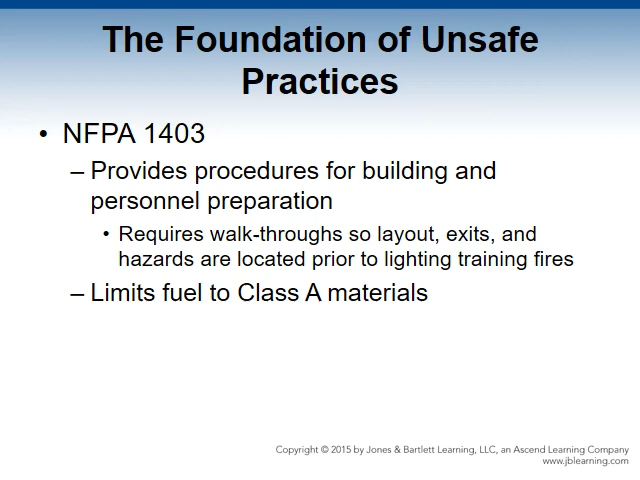 The Foundation of Unsafe
Practices
• NFPA 1403
– Provides procedures for building and
personnel preparation
• Requires walk-throughs so layout, exits, and
hazards are located prior to lighting training fires
– Limits fuel to Class A materials
Copyright © 2015 by Jones & Bartlett Learning, LLC, an Ascend Learning Company
www.jblearning.com